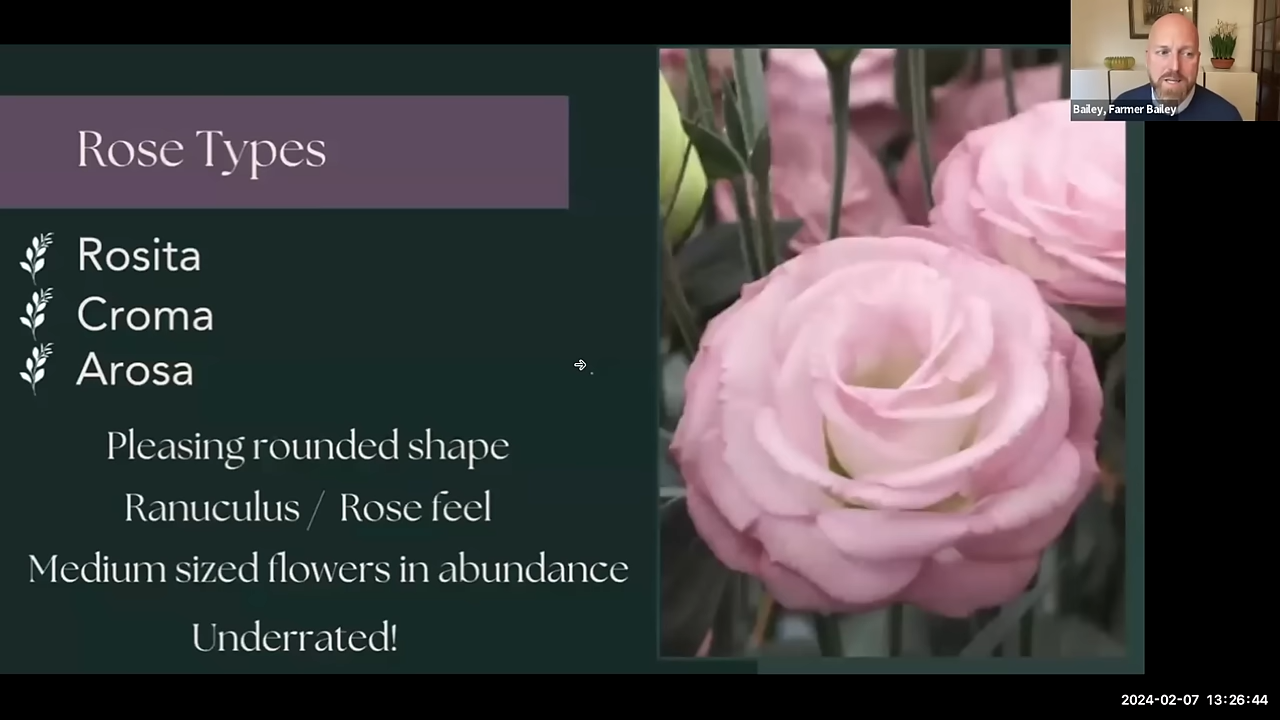 Bailey, Farmer Bailey
Rose Types
Rosita
Croma
Arosa
Pleasing rounded shape
Ranuculus / Rose feel
Medium sized flowers in abundance
Underrated!
2024-02-07 13:26:44